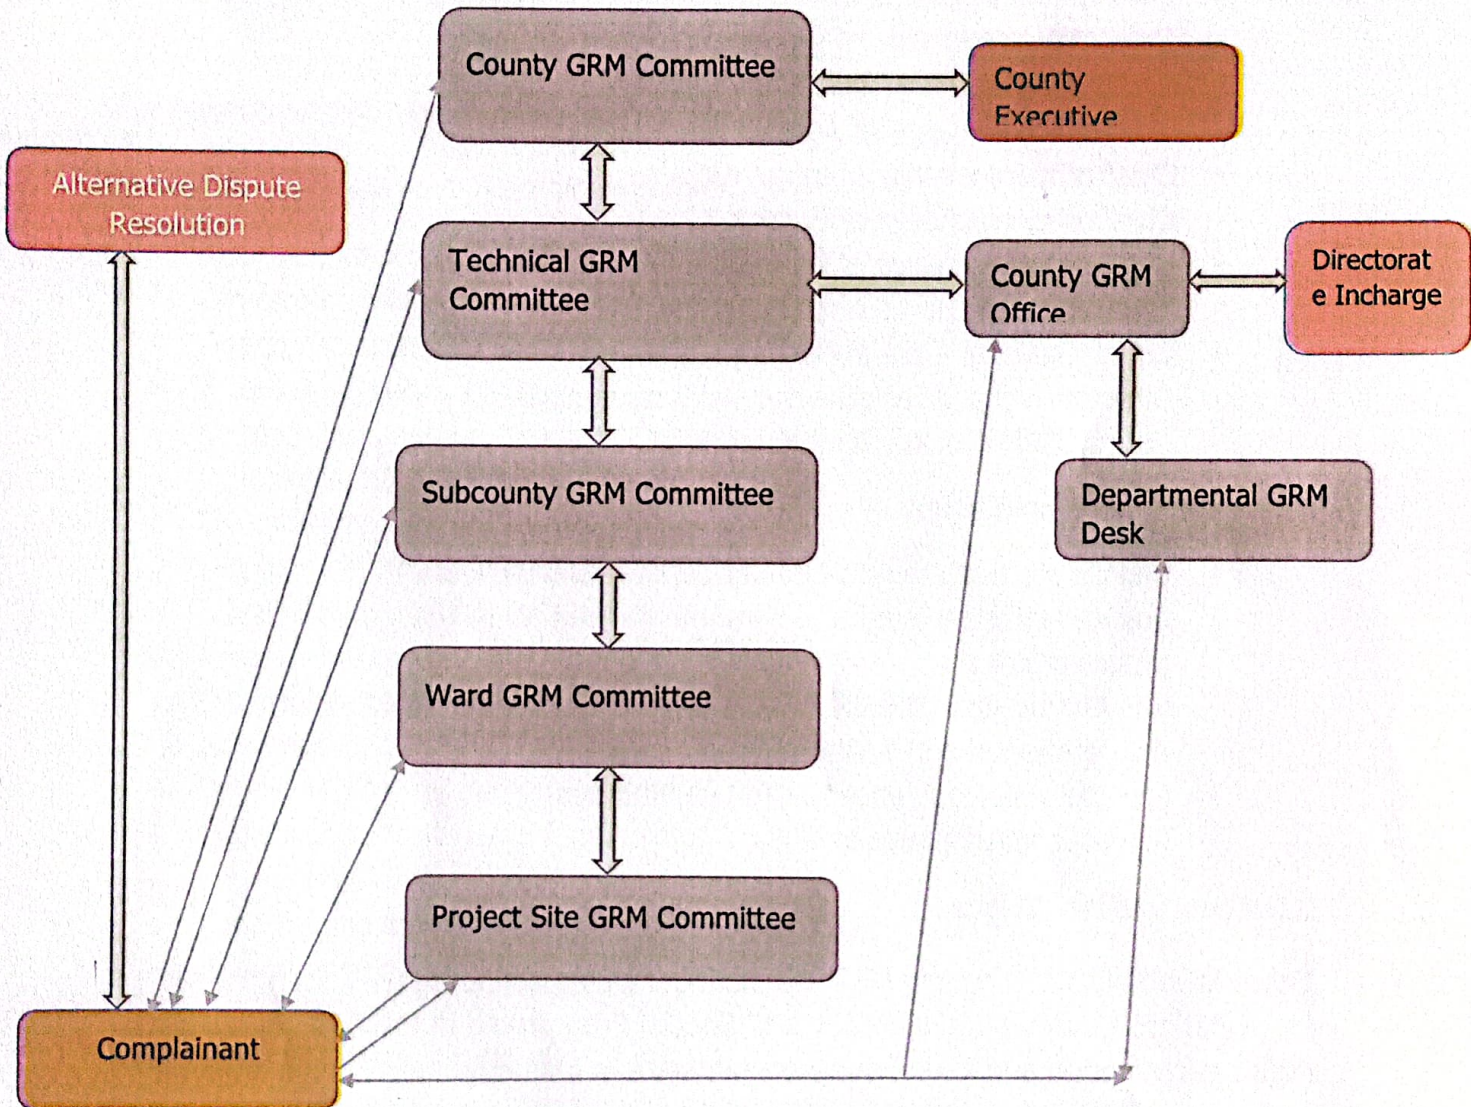 County GRM Committee
County
Executive
Alternative Dispute
Resolution
Technical GRM
Committee
County GRM
Office
Directorat
e Incharge
Subcounty GRM Committee
Departmental GRM
Desk
Ward GRM Committee
Project Site GRM Committee
Complainant